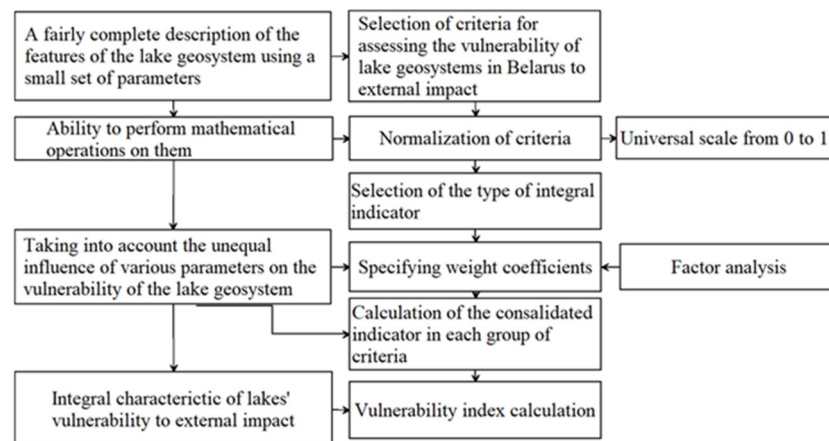 A fairly complete description of the
features of the lake geosystem using a
small set of parameters
Selection of criteria for
assessing the vulnerability of
lake geosystems in Belarus to
external impact
Ability to perform mathematical
operations on them
Normalization of criteria
Universal scale from 0 to 1
Selection of the type of integral
indicator
Taking into account the unequal
influence of various parameters on the
vulnerability of the lake geosystem
Specifying weight coefficients
Factor analysis
Calculation of the consalidated
indicator in each group of
criteria
Integral characterictic of lakes'
vulnerability to external impact
Vulnerability index calculation